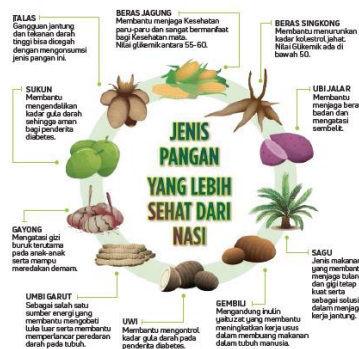 TALAS
Gangguan jantung
dan tekanan darah
tinggi bisa dicegah
dengan mengonsumsi
jenis pangan ini.
BERAS JAGUNG
Membantu menjaga Kesehatan
paru-paru dan sangat bermanfaat
bagi Kesehatan mata.
Nilai glikemik antara 55-60.
BERAS SINGKONG
Membantu menurunkan
kadar kolestrol jahat.
Nilai Glikemik ada di
bawah 50.
SUKUN
Membantu
mengendalikan
kadar gula darah
sehingga aman
bagi penderita
diabetes.
UBI JALAR
Membantu
menjaga bera
badan dan
mengatasi
sembelit.
JENIS
PANGAN
YANG LEBIH
SEHAT DARI
NASI
GAYONG
Mengatasi gizi
buruk terutama
pada anak-anak
serta mampu
meredakan demam.
SAGU
Jenis makanan
yang membant
menjaga tulan
dan gigi tetap
kuat serta
sebagai solusi
dalam menjag
kerja jantung.
UMBI GARUT
Sebagai salah satu
sumber energi yang
membantu mengobati
luka luar serta membantu
memperlancar peredaran
darah pada tubuh.
UWI
Membantu mengontrol
kadar gula darah pada
penderita diabetes.
GEMBILI
Mengandung inulin
yaitu zat yang membantu
meningkatkan kerja usus
dalam membuang makanan
dalam tubuh manusia.